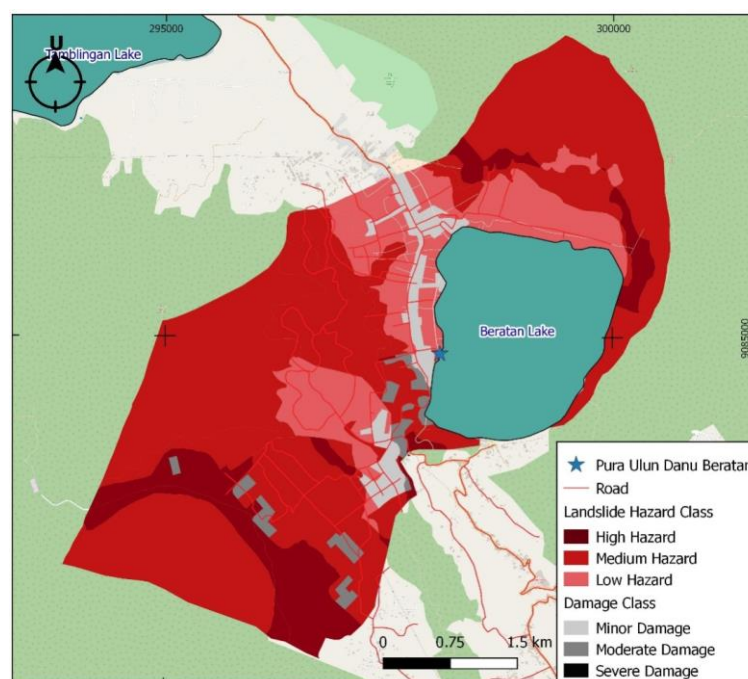 295000
300000
Tamblingan Lake
U
Beratan Lake
9085000
Pura Ulun Danu Beratan
Road
Landslide Hazard Class
High Hazard
Medium Hazard
Low Hazard
Damage Class
Minor Damage
Moderate Damage
Severe Damage
0 0.75 1.5 km